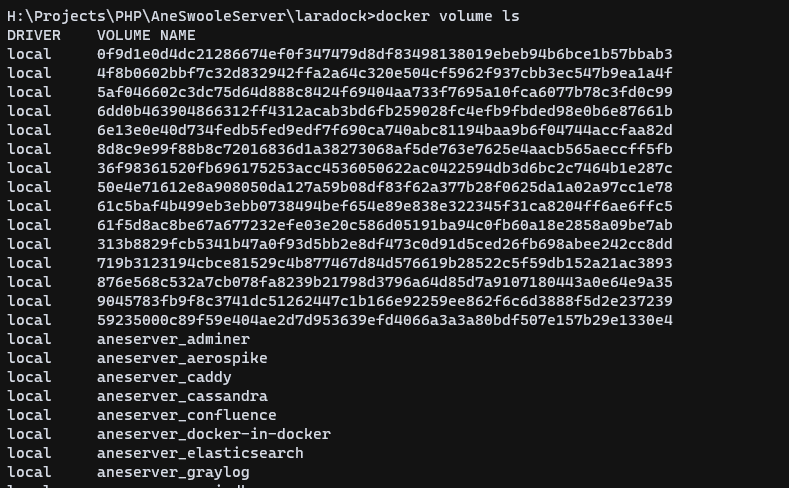 H:\Projects\PHP\AneSwooleServer\laradock>docker volume ls
DRIVER    VOLUME NAME
local     0f9d1e0d4dc21286674ef0f347479d8df83498138019ebeb94b6bce1b57bbab3
local     4f8b0602bbf7c32d832942ffa2a64c320e504cf5962f937cbb3ec547b9ea1a4f
local     5af046602c3dc75d64d888c8424f69404aa733f7695a10fca6077b78c3fd0c99
local     6dd0b463904866312ff4312acab3bd6fb259028fc4efb9fbded98e0b6e87661b
local     6e13e0e40d734fedb5fed9edf7f690ca740abc81194baa9b6f04744accfaa82d
local     8d8c9e99f88b8c72016836d1a38273068af5de763e7625e4aacb565aeccff5fb
local     36f98361520fb696175253acc4536050622ac0422594db3d6bc2c7464b1e287c
local     50e4e71612e8a908050da127a59b08df83f62a377b28f0625da1a02a97cc1e78
local     61c5baf4b499eb3ebb0738494bef654e89e838e322345f31ca8204ff6ae6ffc5
local     61f5d8ac8be67a677232efe03e20c586d05191ba94c0fb60a18e2858a09be7ab
local     313b8829fcb5341b47a0f93d5bb2e8df473c0d91d5ced26fb698abee242cc8dd
local     719b3123194cbce81529c4b877467d84d576619b28522c5f59db152a21ac3893
local     876e568c532a7cb078fa8239b21798d3796a64d85d7a9107180443a0e64e9a35
local     9045783fb9f8c3741dc51262447c1b166e92259ee862f6c6d3888f5d2e237239
local     59235000c89f59e404ae2d7d953639efd4066a3a3a80bdf507e157b29e1330e4
local     aneserver_adminer
local     aneserver_aerospike
local     aneserver_caddy
local     aneserver_cassandra
local     aneserver_confluence
local     aneserver_docker-in-docker
local     aneserver_elasticsearch
local     aneserver_graylog